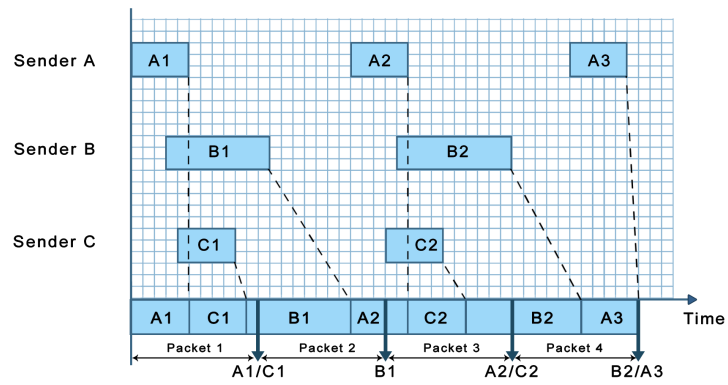 Sender A
A1 A2 A3
Sender B
B1 B2
Sender C
C1 C2
A1 C1 B1 A2 C2 B2 A3
Time
Packet 1 Packet 2 Packet 3 Packet 4
A1/C1 B1 A2/C2 B2/A3